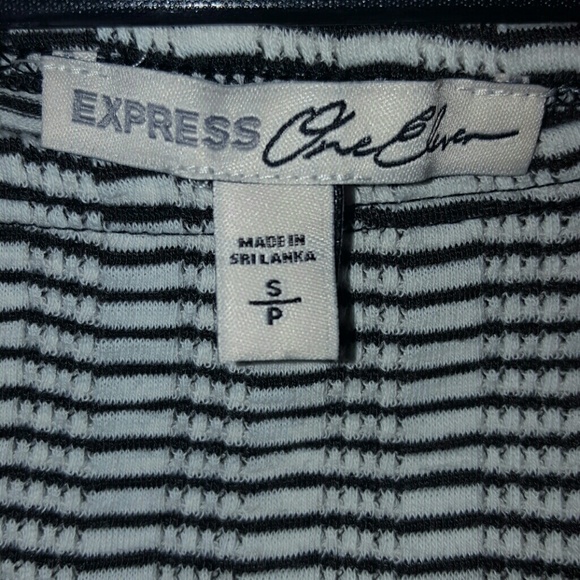 EXPRESS One Eleven
MADE IN
SRI LANKA
S
P